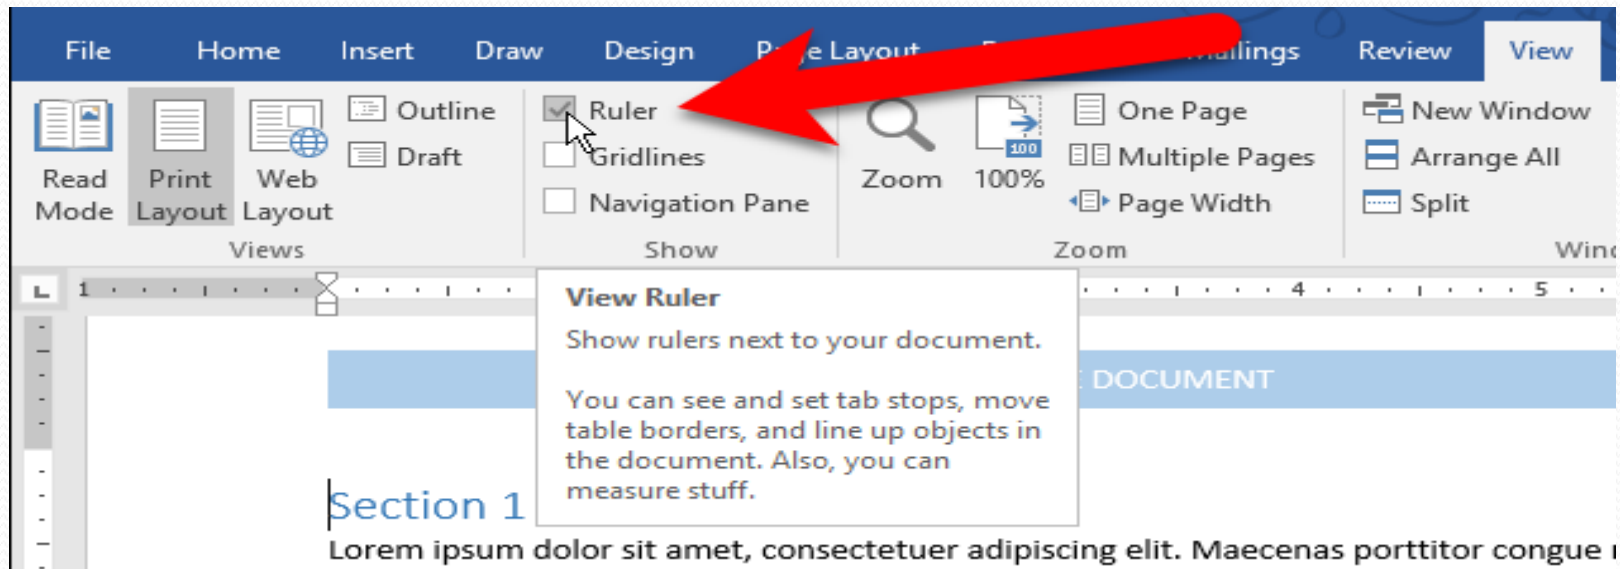 File Home Insert Draw Design Layout Mailings Review View
Read Mode
Print Layout
Web Layout
Outline
Draft
Views
Ruler
Gridlines
Navigation Pane
Show
Zoom
100
100%
One Page
Multiple Pages
Page Width
Zoom
New Window
Arrange All
Split
L 1 4 5
View Ruler
Show rulers next to your document.
You can see and set tab stops, move
table borders, and line up objects in
the document. Also, you can
measure stuff.
DOCUMENT
Section 1
Lorem ipsum dolor sit amet, consectetuer adipiscing elit. Maecenas porttitor congue